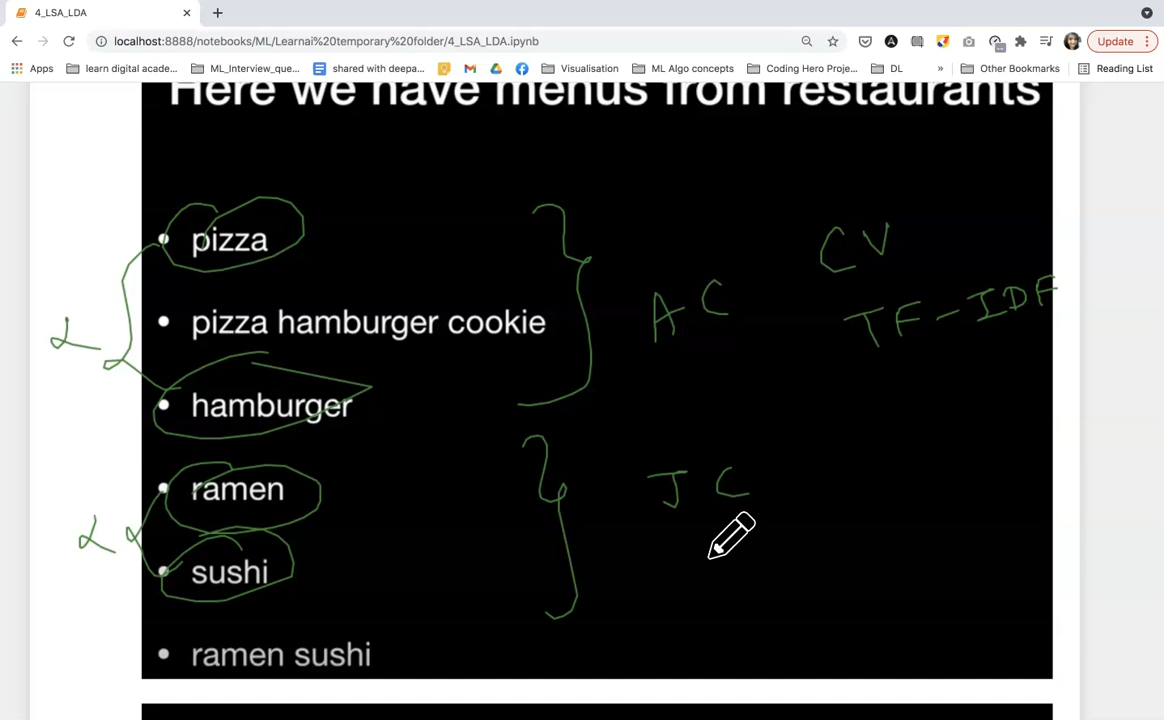 4_LSA_LDA
localhost:8888/notebooks/ML/Learnai%20temporary%20folder/4_LSA_LDA.ipynb
Update
Apps learn digital acade... ML_Interview_que... shared with deepa... Visualisation ML Algo concepts Coding Hero Proje... DL » Other Bookmarks Reading List
Here we have menus from restaurants
• pizza
CV
• pizza hamburger cookie
AC
TF-IDF
• hamburger
• ramen
JC
• sushi
• ramen sushi